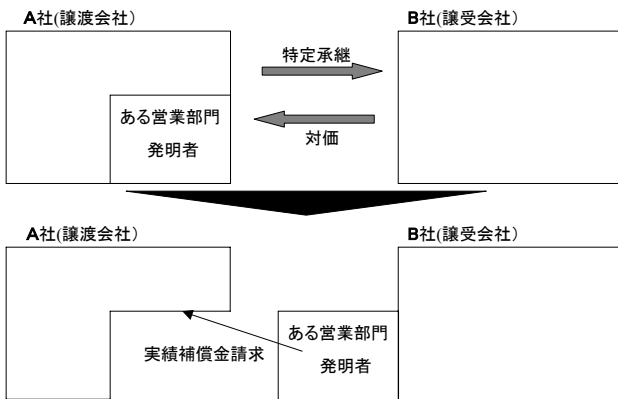 A社(譲渡会社）
B社(譲受会社）
特定承継
ある営業部門
発明者
対価
A社(譲渡会社）
B社(譲受会社）
ある営業部門
発明者
実績補償金請求